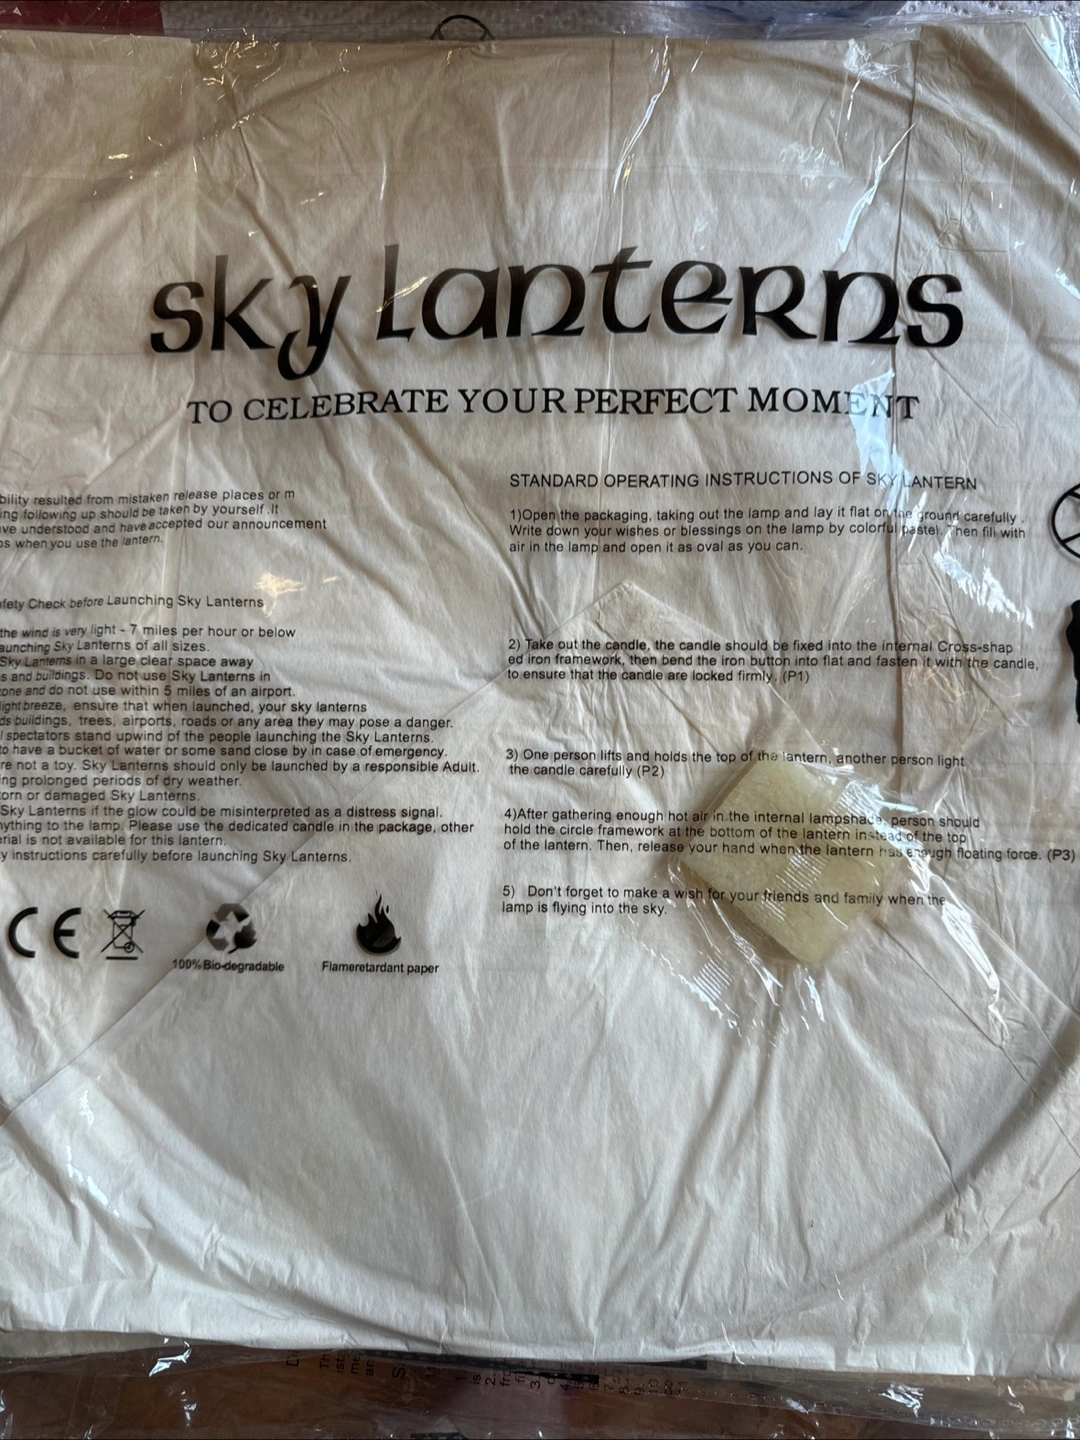 sky Lanterns
TO CELEBRATE YOUR PERFECT MOMENT
bility resulted from mistaken release places or m
ing following up should be taken by yourself .It
ve understood and have accepted our announcement
os when you use the lantern.
afety Check before Launching Sky Lanterns
the wind is very light - 7 miles per hour or below
aunching Sky Lanterns of all sizes.
Sky Lanterns in a large clear space away
s and buildings. Do not use Sky Lanterns in
one and do not use within 5 miles of an airport.
light breeze, ensure that when launched, your sky lanterns
ds buildings, trees, airports, roads or any area they may pose a danger.
l spectators stand upwind of the people launching the Sky Lanterns.
to have a bucket of water or some sand close by in case of emergency.
re not a toy. Sky Lanterns should only be launched by a responsible Adult.
ing prolonged periods of dry weather.
torn or damaged Sky Lanterns.
Sky Lanterns if the glow could be misinterpreted as a distress signal.
nything to the lamp. Please use the dedicated candle in the package, other
erial is not available for this lantern.
y instructions carefully before launching Sky Lanterns.
CE
100% Bio-degradable
Flameretardant paper
STANDARD OPERATING INSTRUCTIONS OF SKY LANTERN
1)Open the packaging, taking out the lamp and lay it flat on the ground carefully .
Write down your wishes or blessings on the lamp by colorful pastel. Then fill with
air in the lamp and open it as oval as you can.
2) Take out the candle, the candle should be fixed into the internal Cross-shap
ed iron framework, then bend the iron button into flat and fasten it with the candle,
to ensure that the candle are locked firmly. (P1)
3) One person lifts and holds the top of the lantern, another person light
the candle carefully (P2)
4)After gathering enough hot air in the internal lampshade, person should
hold the circle framework at the bottom of the lantern instead of the top
of the lantern. Then, release your hand when the lantern has enough floating force. (P3)
5) Don't forget to make a wish for your friends and family when the
lamp is flying into the sky.